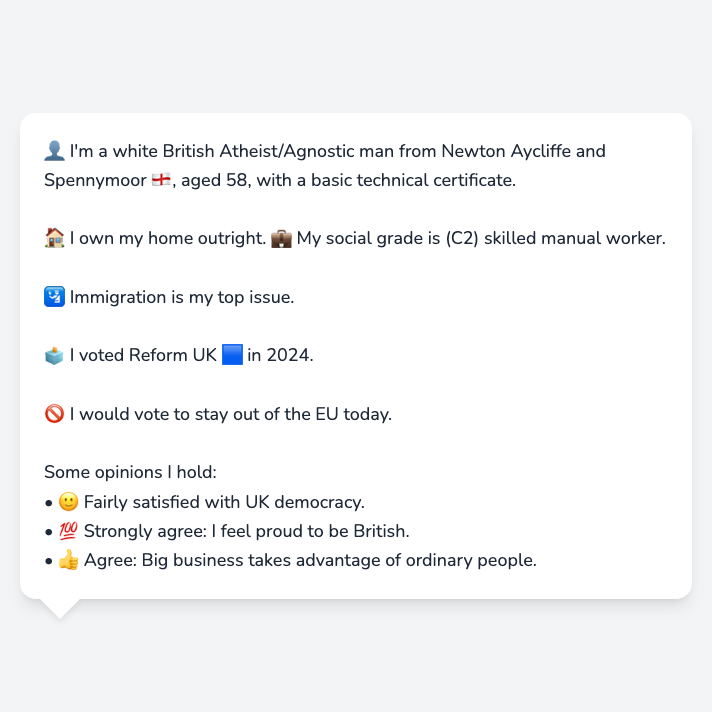 👤 I'm a white British Atheist/Agnostic man from Newton Aycliffe and
Spennymoor 🏴󠁧󠁢󠁥󠁮󠁧󠁿, aged 58, with a basic technical certificate.
🏠 I own my home outright. 💼 My social grade is (C2) skilled manual worker.
🛂 Immigration is my top issue.
🗳️ I voted Reform UK 🟦 in 2024.
🚫 I would vote to stay out of the EU today.
Some opinions I hold:
• 🙂 Fairly satisfied with UK democracy.
• 💯 Strongly agree: I feel proud to be British.
• 👍 Agree: Big business takes advantage of ordinary people.